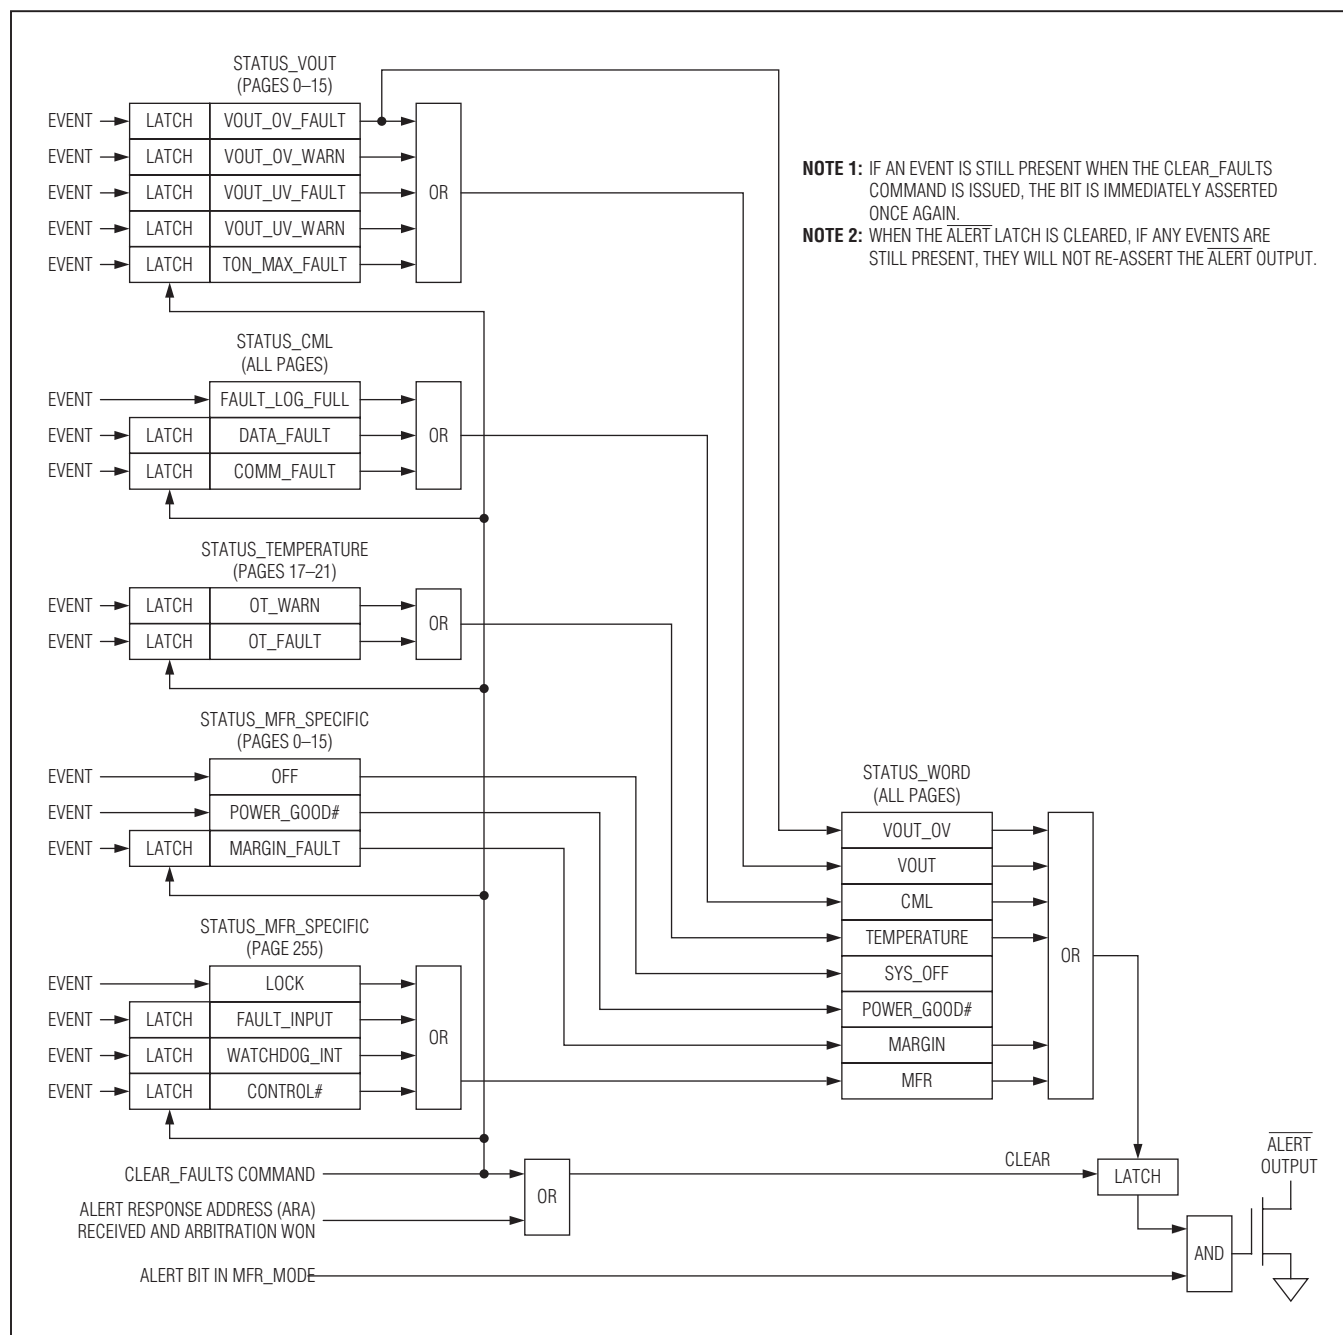 STATUS_VOUT
(PAGES 0–15)
EVENT LATCH VOUT_OV_FAULT
EVENT LATCH VOUT_OV_WARN
EVENT LATCH VOUT_UV_FAULT
EVENT LATCH VOUT_UV_WARN
EVENT LATCH TON_MAX_FAULT
OR
NOTE 1: IF AN EVENT IS STILL PRESENT WHEN THE CLEAR_FAULTS
COMMAND IS ISSUED, THE BIT IS IMMEDIATELY ASSERTED
ONCE AGAIN.
NOTE 2: WHEN THE ALERT LATCH IS CLEARED, IF ANY EVENTS ARE
STILL PRESENT, THEY WILL NOT RE-ASSERT THE ALERT OUTPUT.
STATUS_CML
(ALL PAGES)
EVENT FAULT_LOG_FULL
EVENT LATCH DATA_FAULT
EVENT LATCH COMM_FAULT
OR
STATUS_TEMPERATURE
(PAGES 17–21)
EVENT LATCH OT_WARN
EVENT LATCH OT_FAULT
OR
STATUS_MFR_SPECIFIC
(PAGES 0–15)
EVENT OFF
EVENT POWER_GOOD#
EVENT LATCH MARGIN_FAULT
STATUS_MFR_SPECIFIC
(PAGE 255)
EVENT LOCK
EVENT LATCH FAULT_INPUT
EVENT LATCH WATCHDOG_INT
EVENT LATCH CONTROL#
OR
STATUS_WORD
(ALL PAGES)
VOUT_OV
VOUT
CML
TEMPERATURE
SYS_OFF
POWER_GOOD#
MARGIN
MFR
OR
CLEAR_FAULTS COMMAND
ALERT RESPONSE ADDRESS (ARA)
RECEIVED AND ARBITRATION WON
OR
CLEAR
LATCH
ALERT BIT IN MFR_MODE
AND
ALERT
OUTPUT